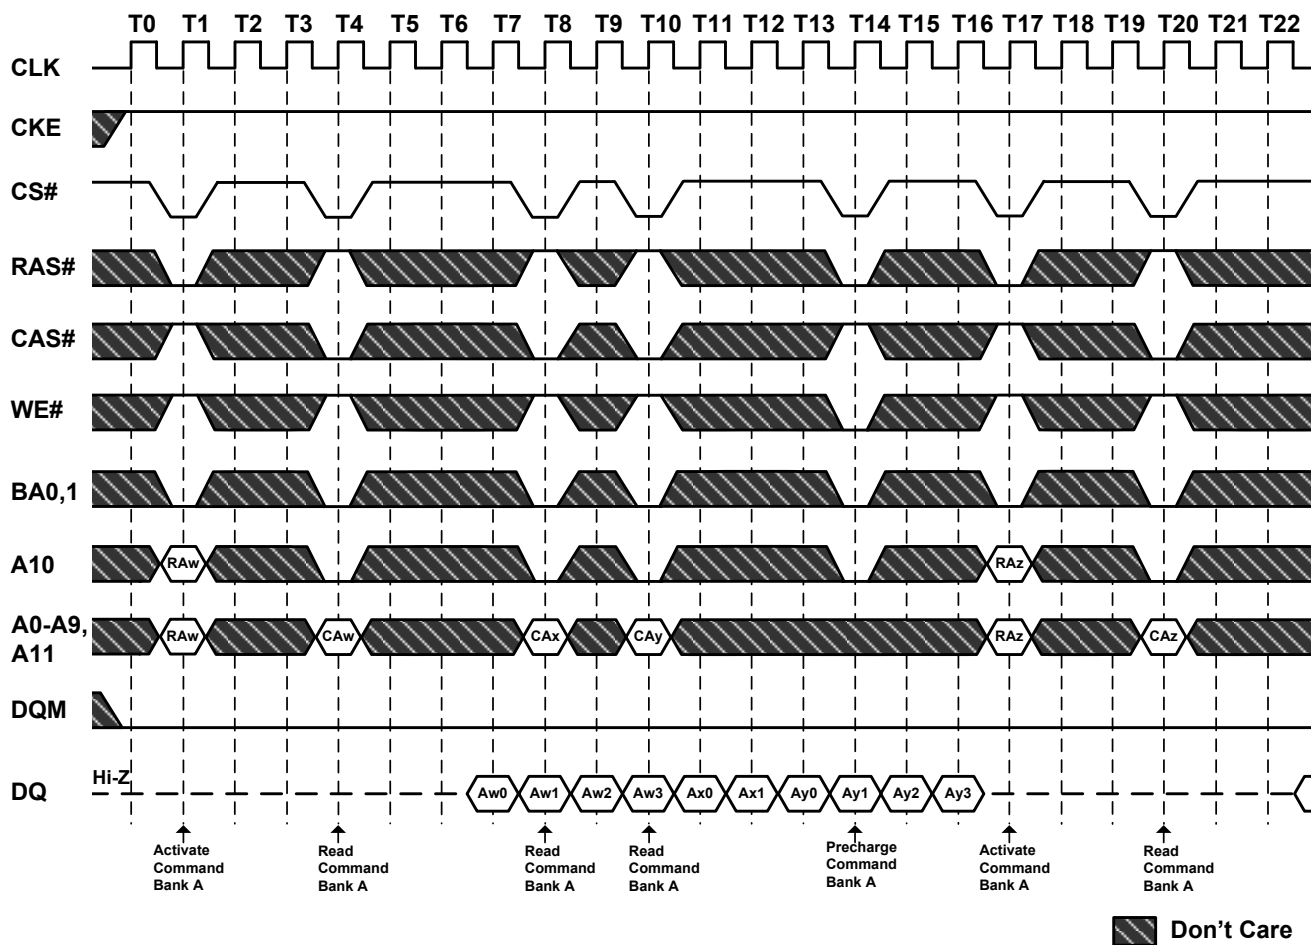 T0 T1 T2 T3 T4 T5 T6 T7 T8 T9 T10 T11 T12 T13 T14 T15 T16 T17 T18 T19 T20 T21 T22
CLK
CKE
CS#
RAS#
CAS#
WE#
BA0,1
A10 RAw RAz
A0-A9, RAw CAw CAx CAy RAz CAz
A11
DQM
Hi-Z
DQ Aw0 Aw1 Aw2 Aw3 Ax0 Ax1 Ay0 Ay1 Ay2 Ay3
Activate
Command
Bank A
Read
Command
Bank A
Read
Command
Bank A
Read
Command
Bank A
Precharge
Command
Bank A
Activate
Command
Bank A
Read
Command
Bank A
Don't Care